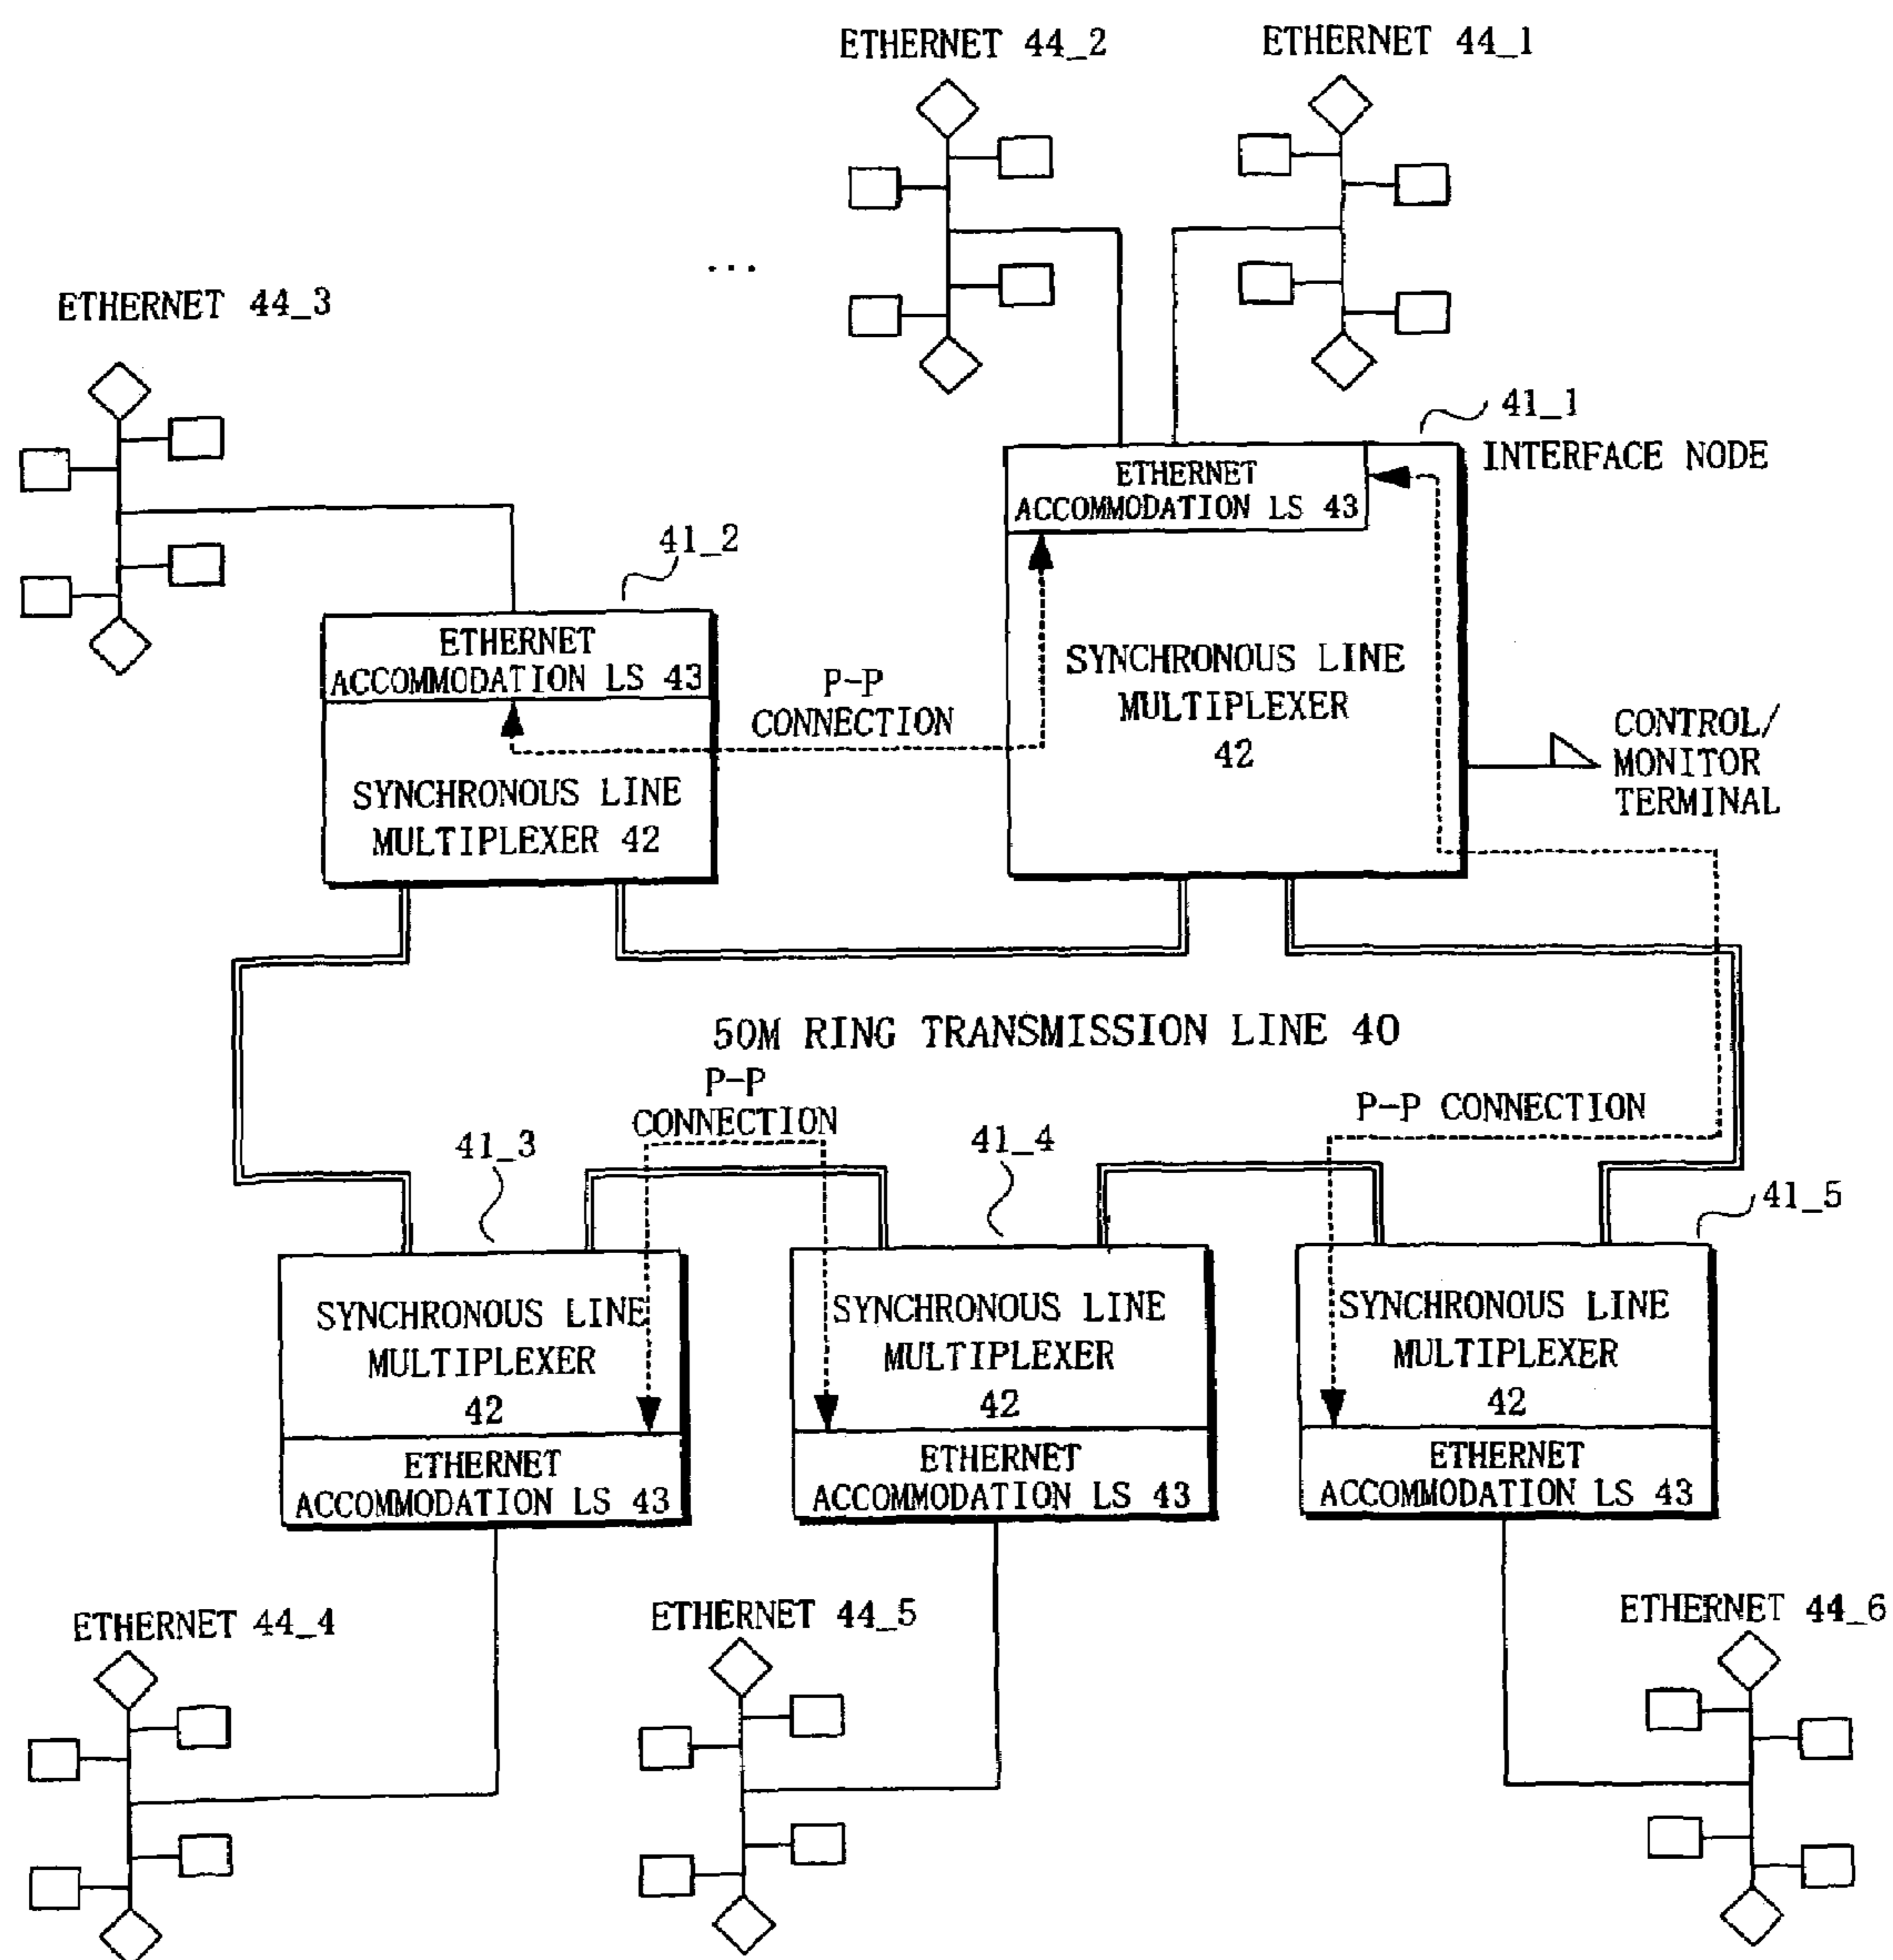 ETHERNET 44_2
ETHERNET 44_1
...
ETHERNET 44_3
41_1
INTERFACE NODE
ETHERNET
ACCOMMODATION LS 43
41_2
ETHERNET
ACCOMMODATION LS 43
SYNCHRONOUS LINE
MULTIPLEXER
42
P-P
CONNECTION
CONTROL/
MONITOR
TERMINAL
SYNCHRONOUS LINE
MULTIPLEXER 42
50M RING TRANSMISSION LINE 40
P-P
CONNECTION
P-P CONNECTION
41_3
41_4
41_5
SYNCHRONOUS LINE
MULTIPLEXER
42
ETHERNET
ACCOMMODATION LS 43
SYNCHRONOUS LINE
MULTIPLEXER
42
ETHERNET
ACCOMMODATION LS 43
SYNCHRONOUS LINE
MULTIPLEXER
42
ETHERNET
ACCOMMODATION LS 43
ETHERNET 44_4
ETHERNET 44_5
ETHERNET 44_6